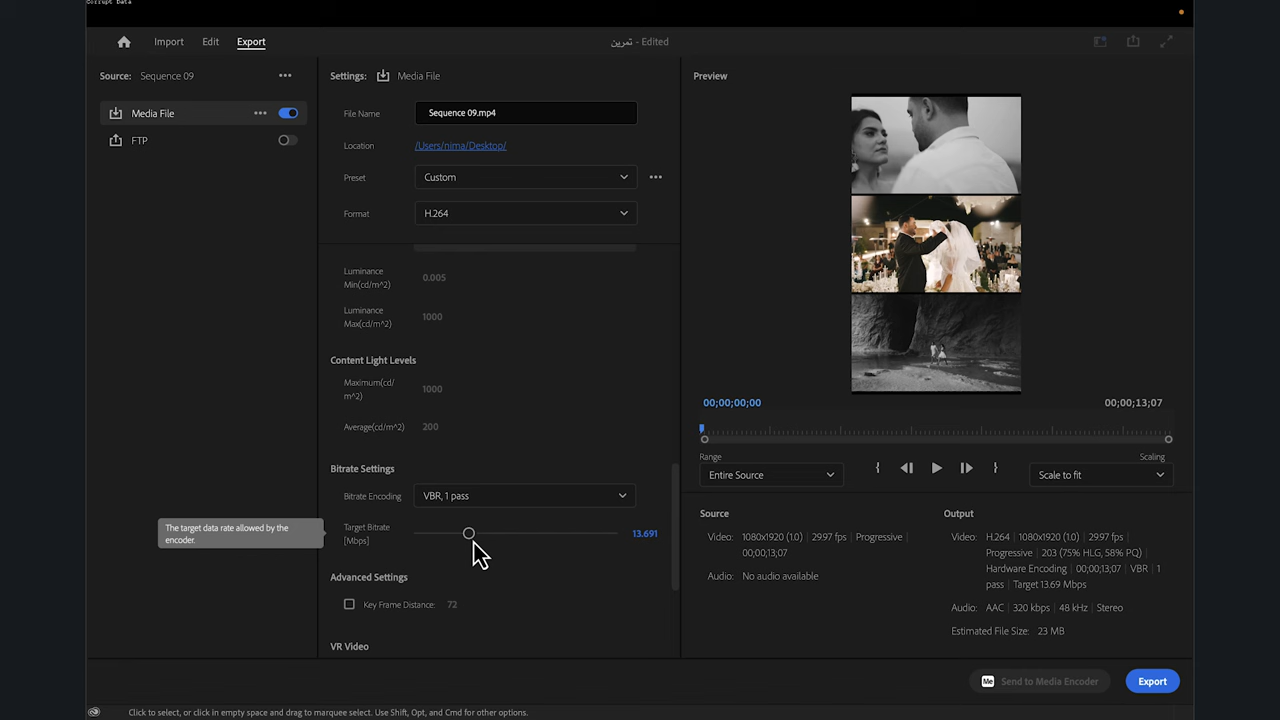 Corrupt Data
Import Edit Export
تمرین - Edited
Source: Sequence 09
Media File
FTP
Settings: Media File
File Name Sequence 09.mp4
Location /Users/nima/Desktop/
Preset Custom
Format H.264
Luminance
Min(cd/
m^2)
0.005
Luminance
Max(cd/
m^2)
1000
Content Light Levels
Maximum(cd/
m^2)
1000
Average(cd/m^2) 200
Bitrate Settings
Bitrate Encoding VBR, 1 pass
The target data rate allowed by the
encoder.
Target Bitrate
[Mbps]
13.691
Advanced Settings
Key Frame Distance: 72
VR Video
Preview
00;00;00;00 00;00;13;07
Range Scaling
Entire Source Scale to fit
Source
Video: 1080x1920 (1.0) 29.97 fps Progressive
00;00;13;07
Audio: No audio available
Output
Video: H.264 1080x1920 (1.0) 29.97 fps
Progressive 203 (75% HLG, 58% PQ)
Hardware Encoding 00;00;13;07 VBR 1
pass Target 13.69 Mbps
Audio: AAC 320 kbps 48 kHz Stereo
Estimated File Size: 23 MB
Me Send to Media Encoder Export
Click to select, or click in empty space and drag to marquee select. Use Shift, Opt, and Cmd for other options.